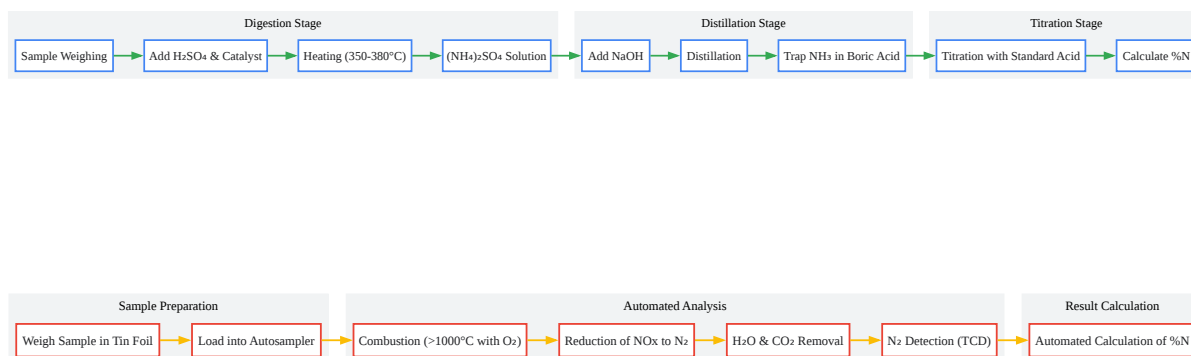 Digestion Stage
Distillation Stage
Titration Stage
Sample Weighing
Add H₂SO₄ & Catalyst
Heating (350-380°C)
(NH₄)₂SO₄ Solution
Add NaOH
Distillation
Trap NH₃ in Boric Acid
Titration with Standard Acid
Calculate %N
Sample Preparation
Automated Analysis
Result Calculation
Weigh Sample in Tin Foil
Load into Autosampler
Combustion (>1000°C with O₂)
Reduction of NOx to N₂
H₂O & CO₂ Removal
N₂ Detection (TCD)
Automated Calculation of %N